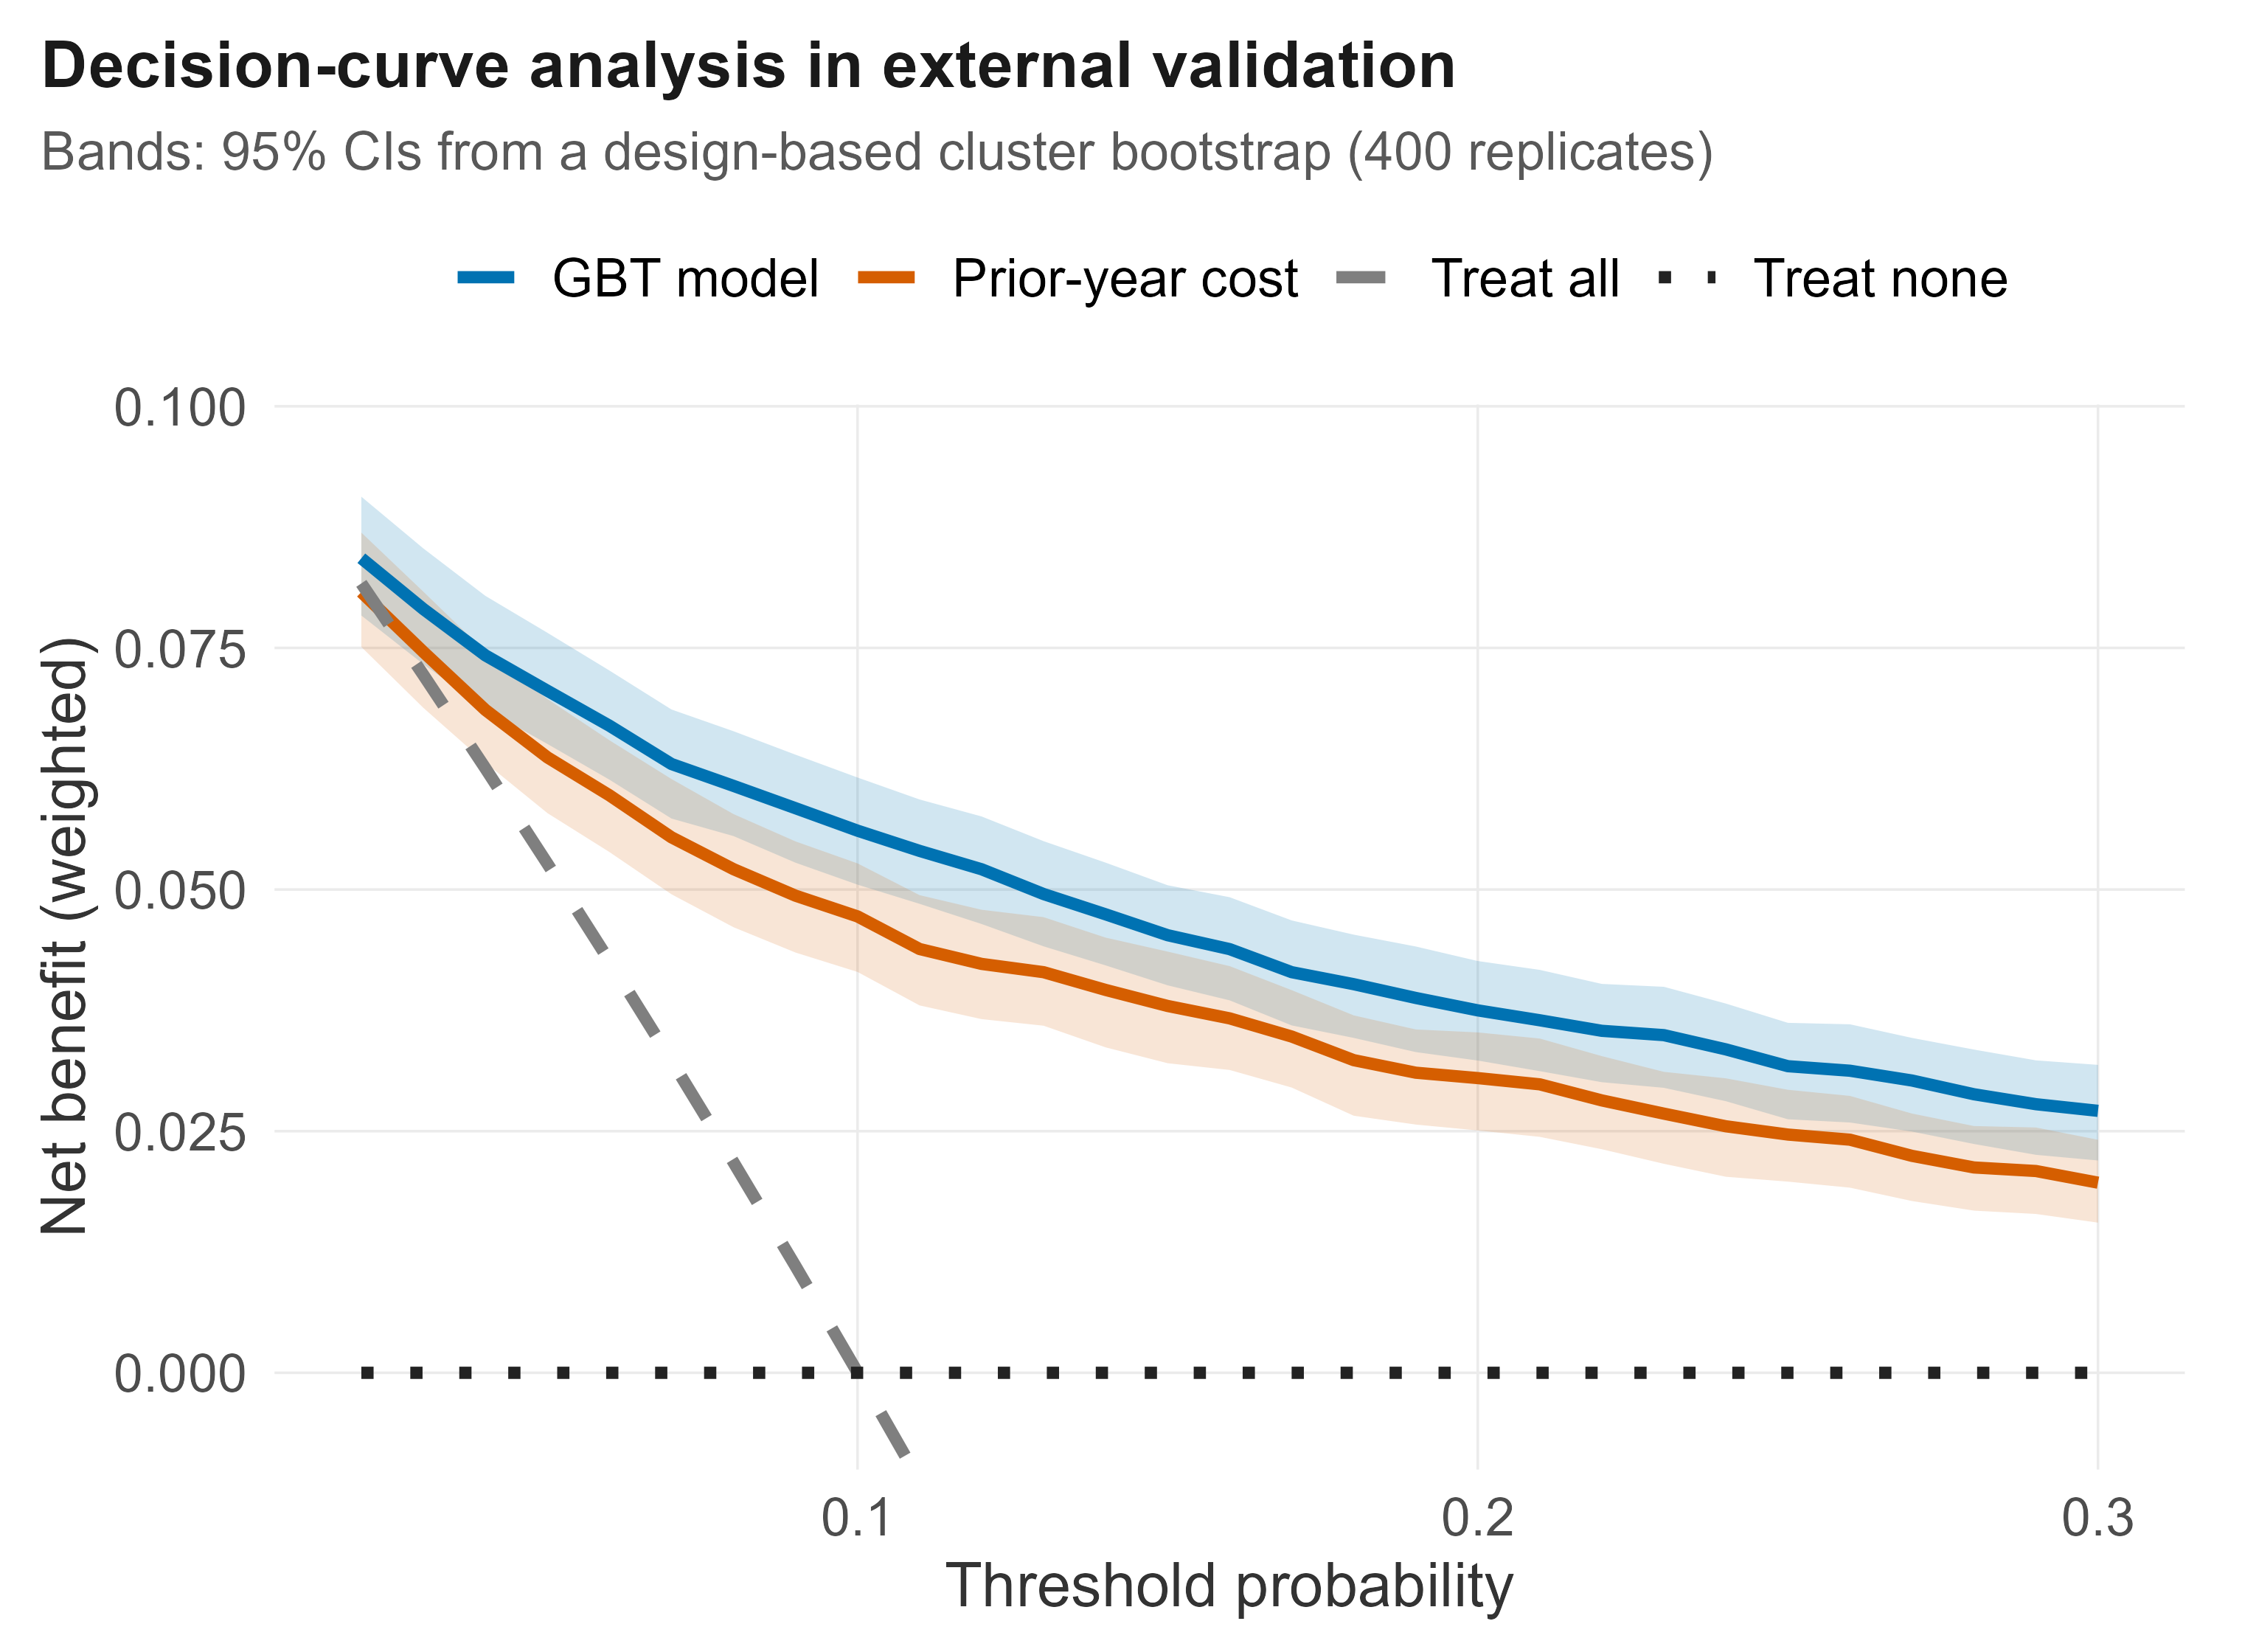 Decision-curve analysis in external validation
Bands: 95% CIs from a design-based cluster bootstrap (400 replicates)
GBT model Prior-year cost Treat all Treat none
Net benefit (weighted)
0.100
0.075
0.050
0.025
0.000
0.1 0.2 0.3
Threshold probability